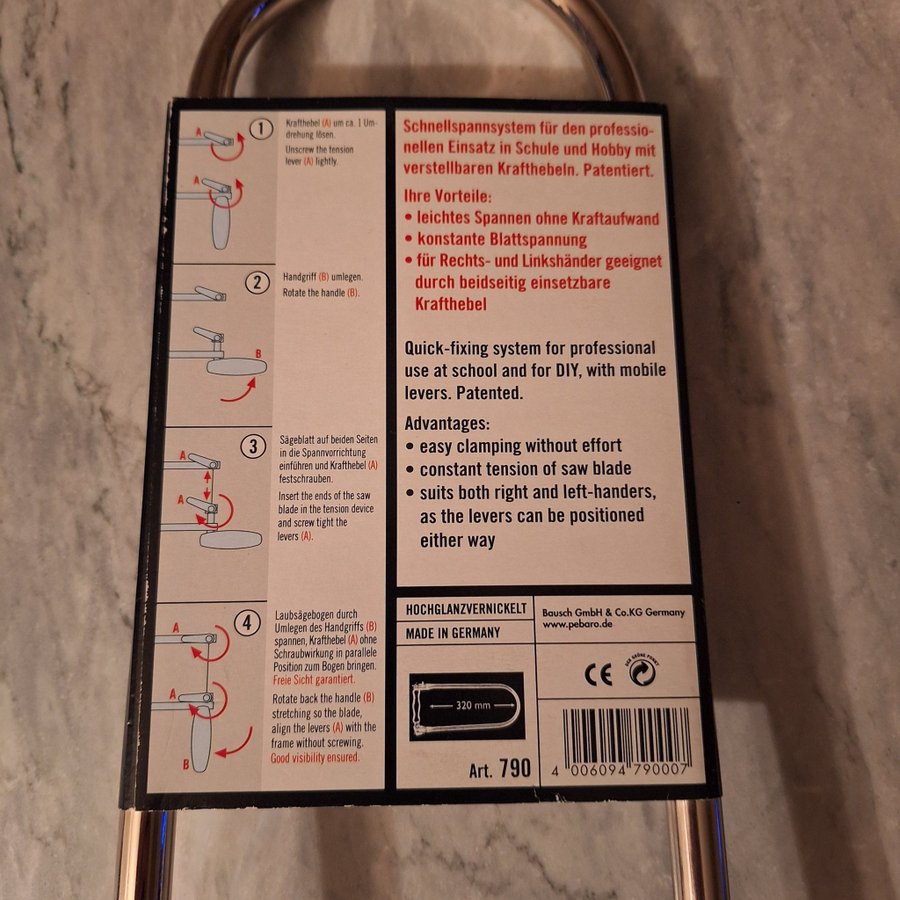 1
Krafthebel (A) um ca. 1 Um-
drehung lösen.
Unscrew the tension
lever (A) lightly.
A
A
2
Handgriff (B) umlegen.
Rotate the handle (B).
B
3
Sägeblatt auf beiden Seiten
in die Spannvorrichtung
einführen und Krafthebel (A)
festschrauben.
Insert the ends of the saw
blade in the tension device
and screw tight the
levers (A).
A
A
4
Laubsägebogen durch
Umlegen des Handgriffs (B)
spannen, Krafthebel (A) ohne
Schraubwirkung in parallele
Position zum Bogen bringen.
Freie Sicht garantiert.
Rotate back the handle (B)
stretching so the blade,
align the levers (A) with the
frame without screwing.
Good visibility ensured.
A
A
B
Schnellspannsystem für den professio-
nellen Einsatz in Schule und Hobby mit
verstellbaren Krafthebeln. Patentiert.
Ihre Vorteile:
• leichtes Spannen ohne Kraftaufwand
• konstante Blattspannung
• für Rechts- und Linkshänder geeignet
durch beidseitig einsetzbare
Krafthebel
Quick-fixing system for professional
use at school and for DIY, with mobile
levers. Patented.
Advantages:
• easy clamping without effort
• constant tension of saw blade
• suits both right and left-handers,
as the levers can be positioned
either way
HOCHGLANZVERNICKELT
MADE IN GERMANY
Bausch GmbH & Co.KG Germany
www.pebaro.de
320 mm
Art. 790
CE
DER GRÜNE PUNKT
4 006094 790007